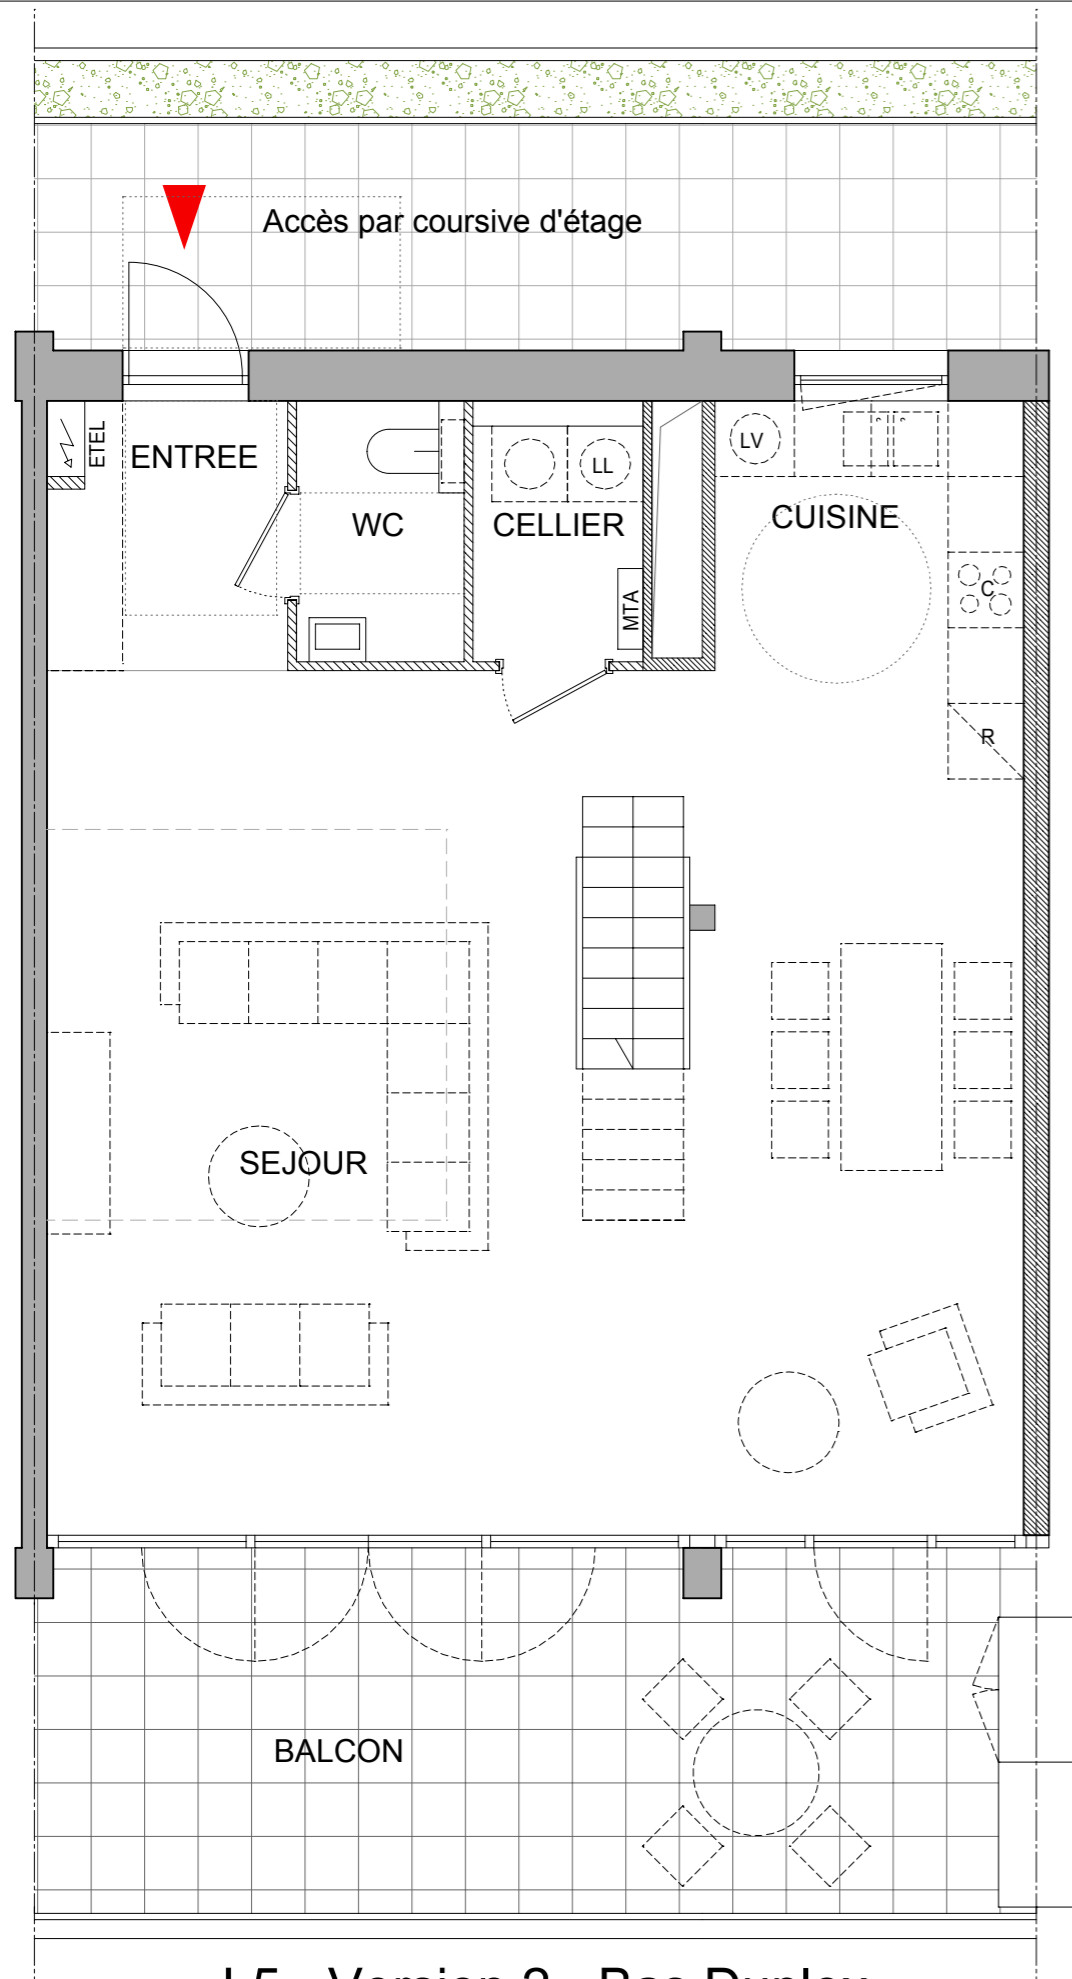 Accès par coursive d'étage
ETEL
ENTREE
WC
CELLIER
LL
MTA
LV
CUISINE
C
R
SEJOUR
BALCON